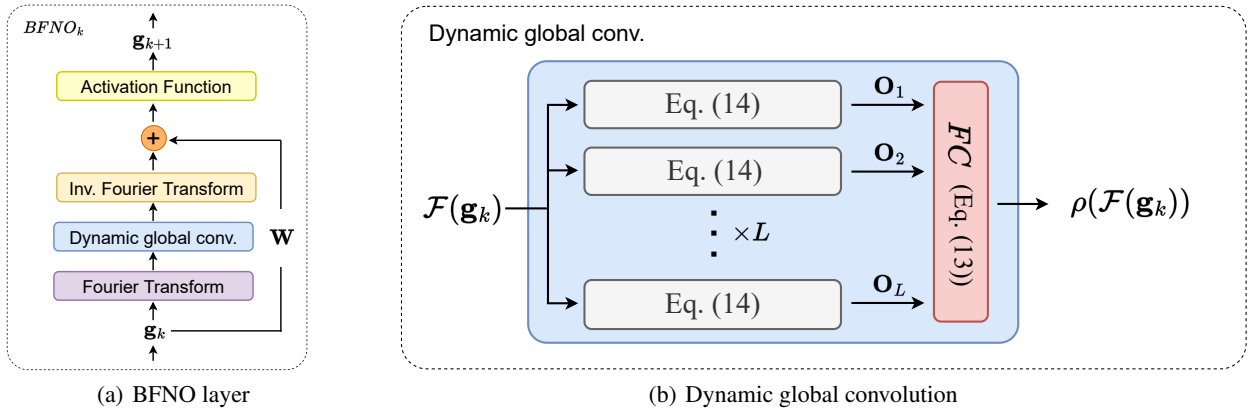 BFNO_k
g_{k+1}
Activation Function
+
Inv. Fourier Transform
Dynamic global conv.
W
Fourier Transform
g_k
(a) BFNO layer
Dynamic global conv.
F(g_k)
Eq. (14)
O_1
Eq. (14)
O_2
×L
Eq. (14)
O_L
FC (Eq. (13))
ρ(F(g_k))
(b) Dynamic global convolution